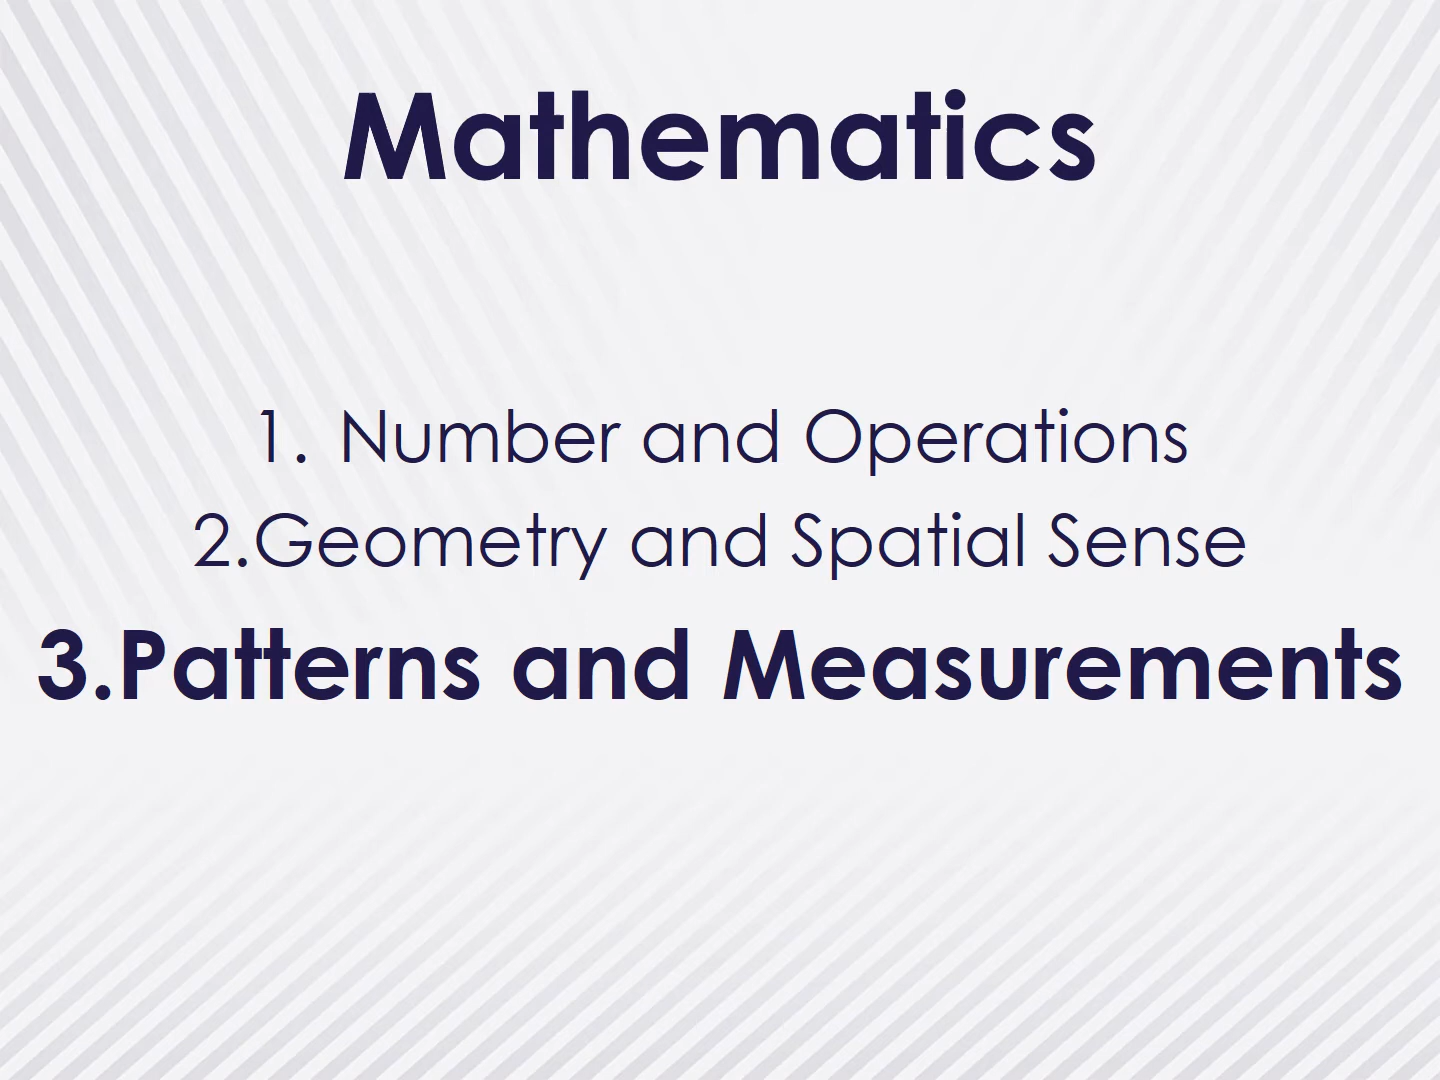 Mathematics
1. Number and Operations
2.Geometry and Spatial Sense
3.Patterns and Measurements